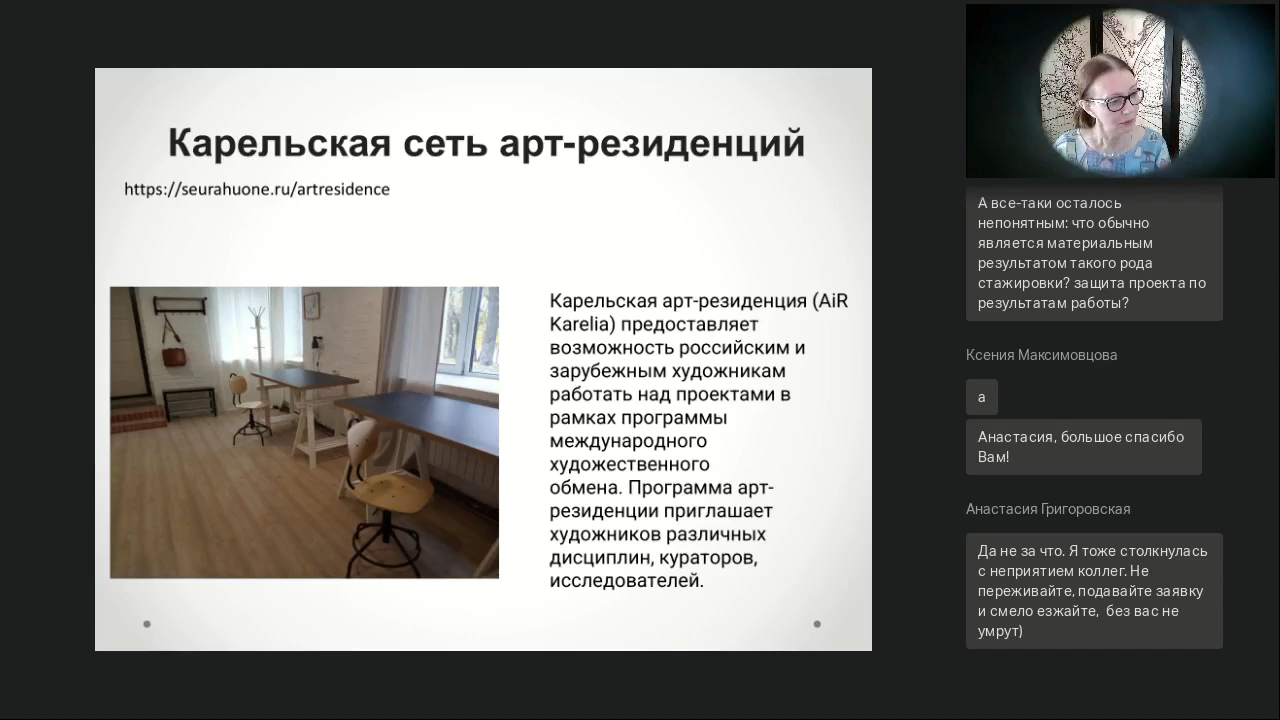 Карельская сеть арт-резиденций
https://seurahuone.ru/artresidence
Карельская арт-резиденция (AiR
Karelia) предоставляет
возможность российским и
зарубежным художникам
работать над проектами в
рамках программы
международного
художественного
обмена. Программа арт-
резиденции приглашает
художников различных
дисциплин, кураторов,
исследователей.
А все-таки осталось
непонятным: что обычно
является материальным
результатом такого рода
стажировки? защита проекта по
результатам работы?
Ксения Максимовцова
а
Анастасия, большое спасибо
Вам!
Анастасия Григоровская
Да не за что. Я тоже столкнулась
с неприятием коллег. Не
переживайте, подавайте заявку
и смело езжайте, без вас не
умрут)